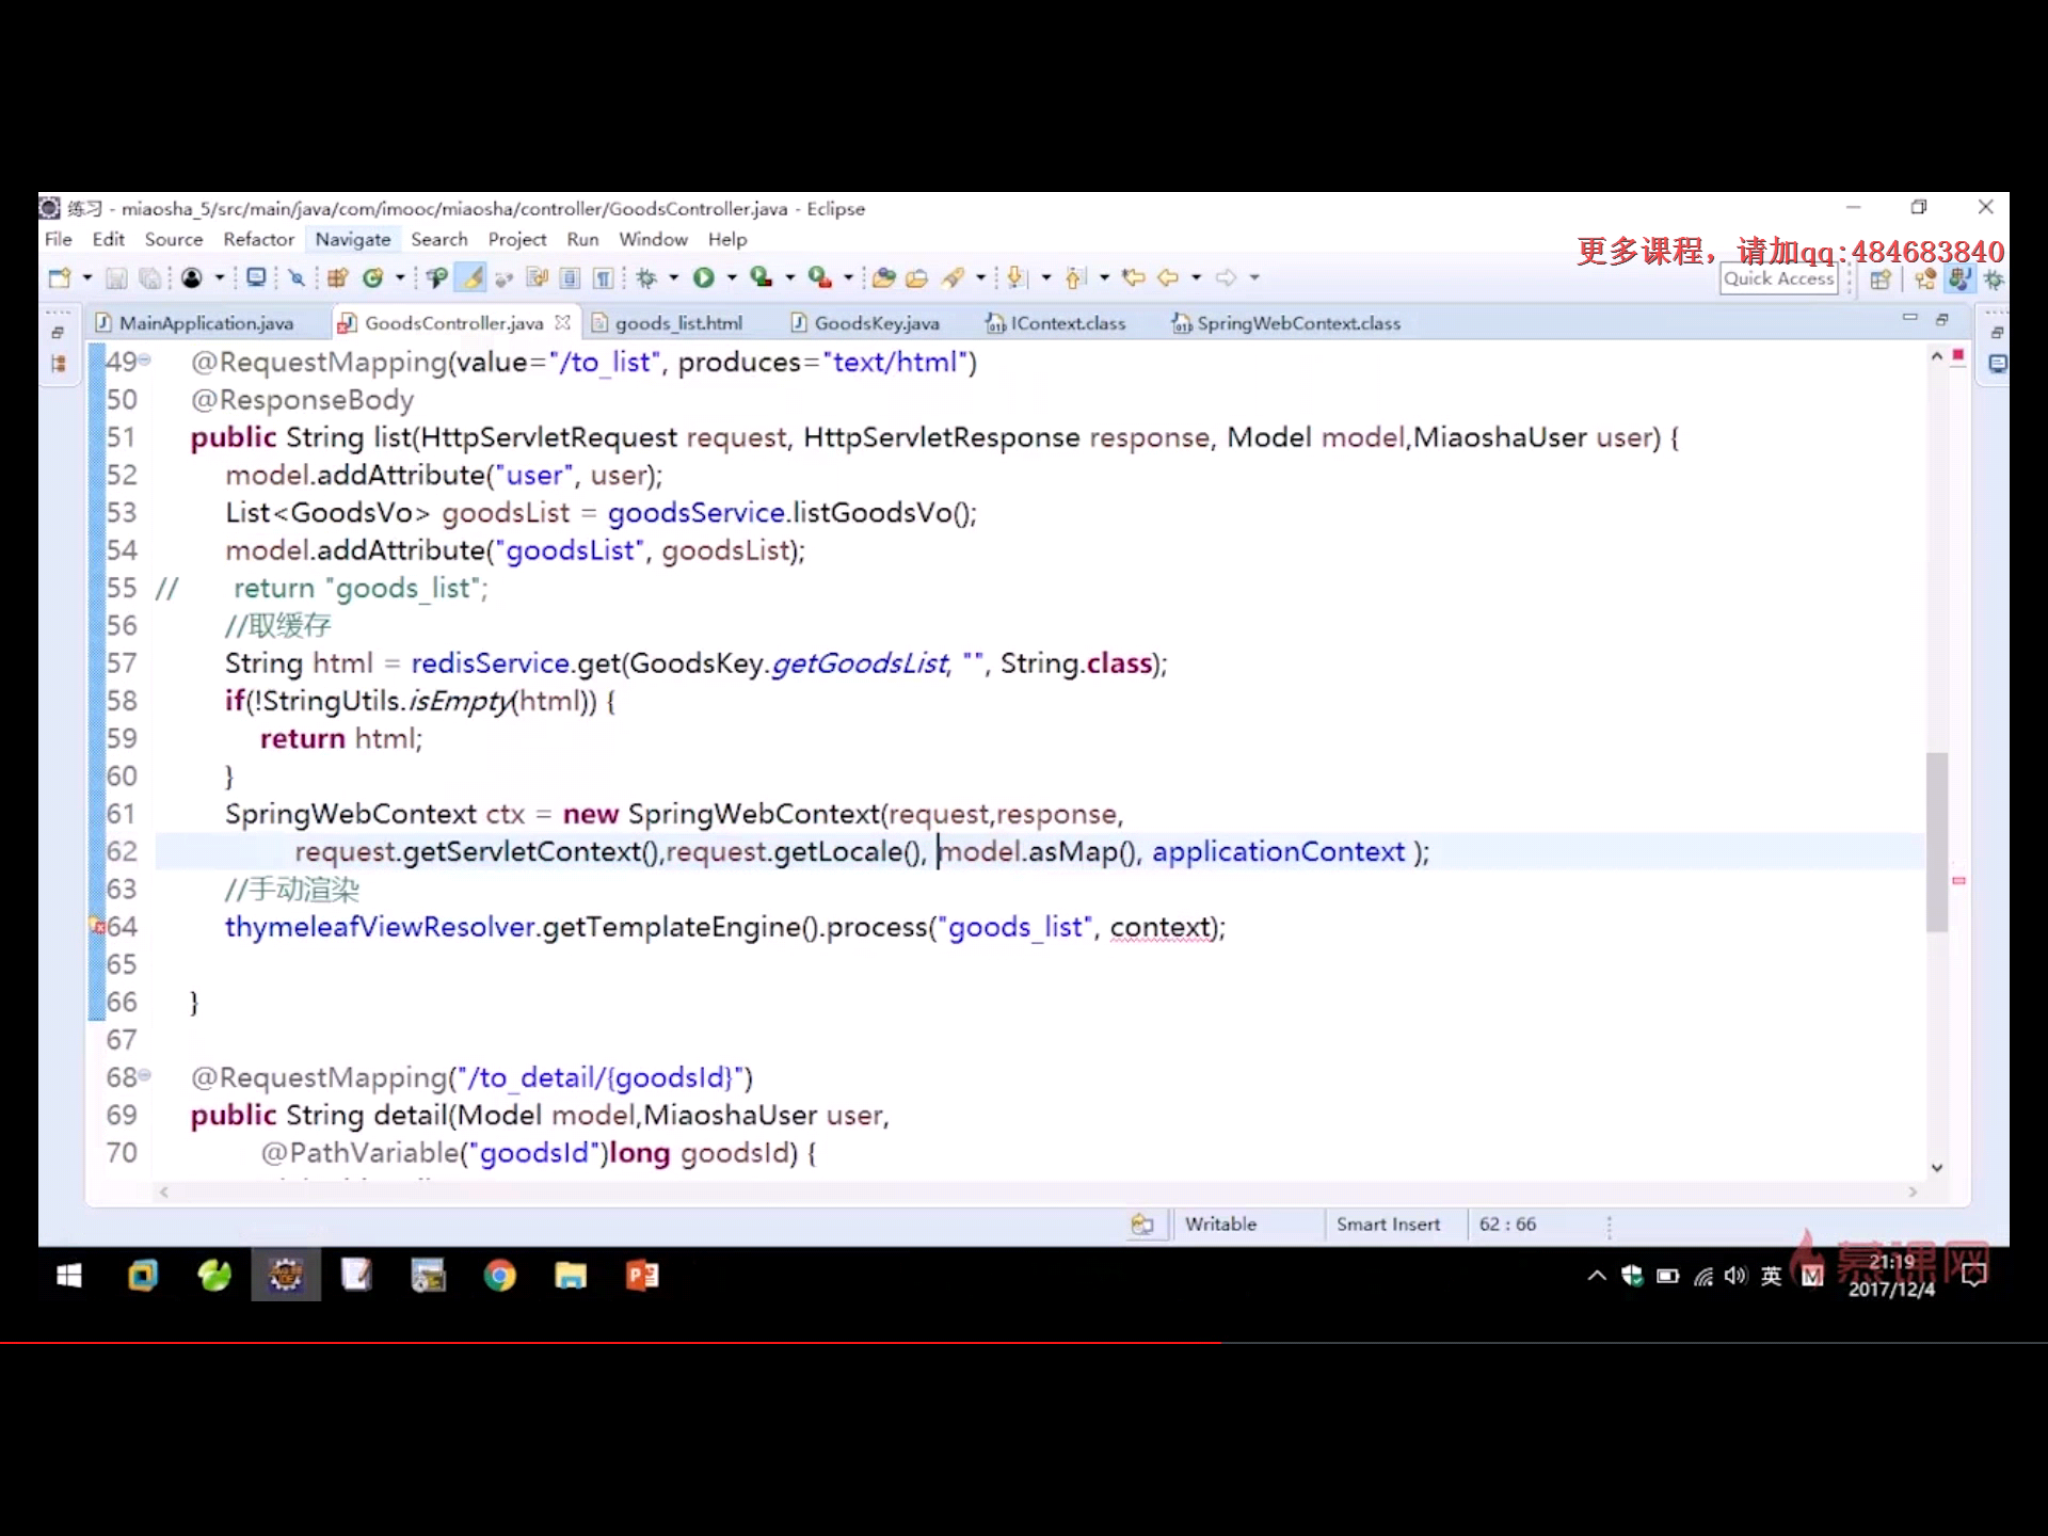 练习 - miaosha_5/src/main/java/com/imooc/miaosha/controller/GoodsController.java - Eclipse
File Edit Source Refactor Navigate Search Project Run Window Help
更多课程，请加qq:484683840
Quick Access
MainApplication.java GoodsController.java goods_list.html GoodsKey.java IContext.class SpringWebContext.class
49 @RequestMapping(value="/to_list", produces="text/html")
50 @ResponseBody
51 public String list(HttpServletRequest request, HttpServletResponse response, Model model,MiaoshaUser user) {
52 model.addAttribute("user", user);
53 List<GoodsVo> goodsList = goodsService.listGoodsVo();
54 model.addAttribute("goodsList", goodsList);
55 // return "goods_list";
56 //取缓存
57 String html = redisService.get(GoodsKey.getGoodsList, "", String.class);
58 if(!StringUtils.isEmpty(html)) {
59 return html;
60 }
61 SpringWebContext ctx = new SpringWebContext(request,response,
62 request.getServletContext(),request.getLocale(), model.asMap(), applicationContext );
63 //手动渲染
64 thymeleafViewResolver.getTemplateEngine().process("goods_list", context);
65
66 }
67
68 @RequestMapping("/to_detail/{goodsId}")
69 public String detail(Model model,MiaoshaUser user,
70 @PathVariable("goodsId")long goodsId) {
Writable Smart Insert 62 : 66
慕课网
英 M 21:19
2017/12/4